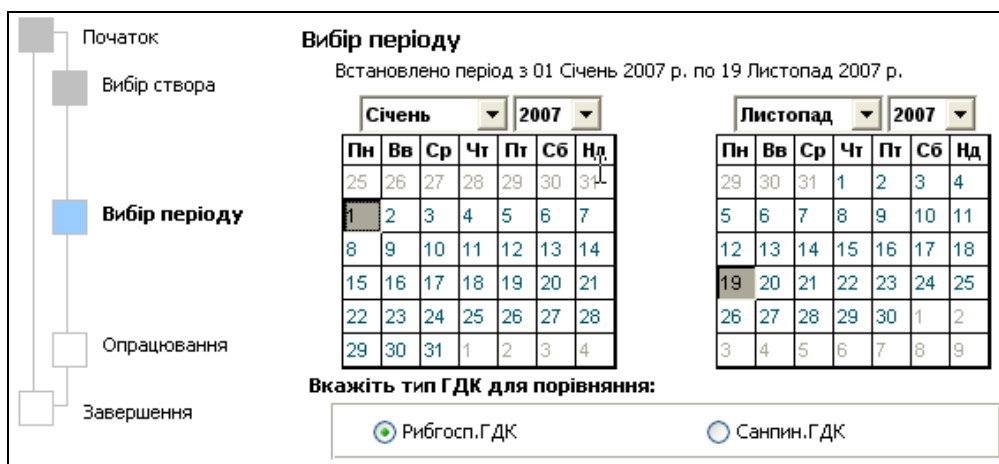 Початок
Вибір створа
Вибір періоду
Опрацювання
Завершення
Вибір періоду
Встановлено період з 01 Січень 2007 р. по 19 Листопад 2007 р.
Січень 2007
Пн Вв Ср Чт Пт Сб Нд
25 26 27 28 29 30 31
1 2 3 4 5 6 7
8 9 10 11 12 13 14
15 16 17 18 19 20 21
22 23 24 25 26 27 28
29 30 31 1 2 3 4
Листопад 2007
Пн Вв Ср Чт Пт Сб Нд
29 30 31 1 2 3 4
5 6 7 8 9 10 11
12 13 14 15 16 17 18
19 20 21 22 23 24 25
26 27 28 29 30 1 2
3 4 5 6 7 8 9
Вкажіть тип ГДК для порівняння:
Рибгосп.ГДК Санпин.ГДК